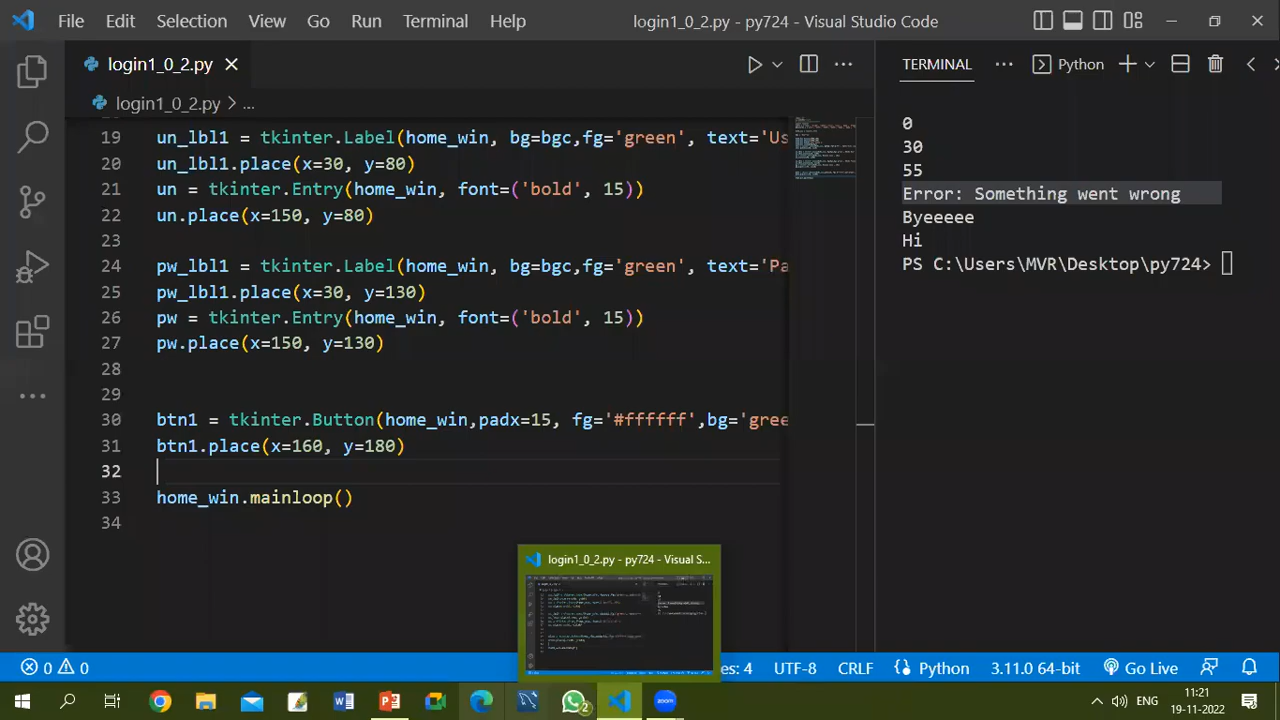 File Edit Selection View Go Run Terminal Help login1_0_2.py - py724 - Visual Studio Code
login1_0_2.py
TERMINAL Python
login1_0_2.py > ...
19 un_lbl1 = tkinter.Label(home_win, bg=bgc,fg='green', text='Us
20 un_lbl1.place(x=30, y=80)
21 un = tkinter.Entry(home_win, font=('bold', 15))
22 un.place(x=150, y=80)
23
24 pw_lbl1 = tkinter.Label(home_win, bg=bgc,fg='green', text='Pa
25 pw_lbl1.place(x=30, y=130)
26 pw = tkinter.Entry(home_win, font=('bold', 15))
27 pw.place(x=150, y=130)
28
29
30 btn1 = tkinter.Button(home_win,padx=15, fg='#ffffff',bg='gree
31 btn1.place(x=160, y=180)
32
33 home_win.mainloop()
34
0
30
55
Error: Something went wrong
Byeeeee
Hi
PS C:\Users\MVR\Desktop\py724>
login1_0_2.py - py724 - Visual S...
0 0 es: 4 UTF-8 CRLF Python 3.11.0 64-bit Go Live
2 zoom ENG 11:21
19-11-2022